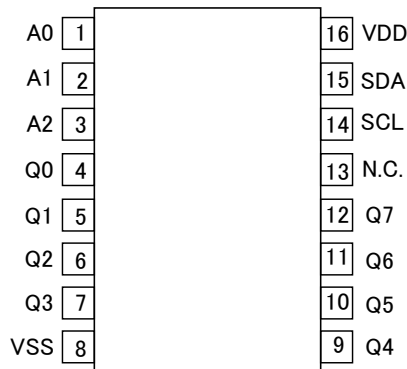 A0 1 16 VDD
A1 2 15 SDA
A2 3 14 SCL
Q0 4 13 N.C.
Q1 5 12 Q7
Q2 6 11 Q6
Q3 7 10 Q5
VSS 8 9 Q4